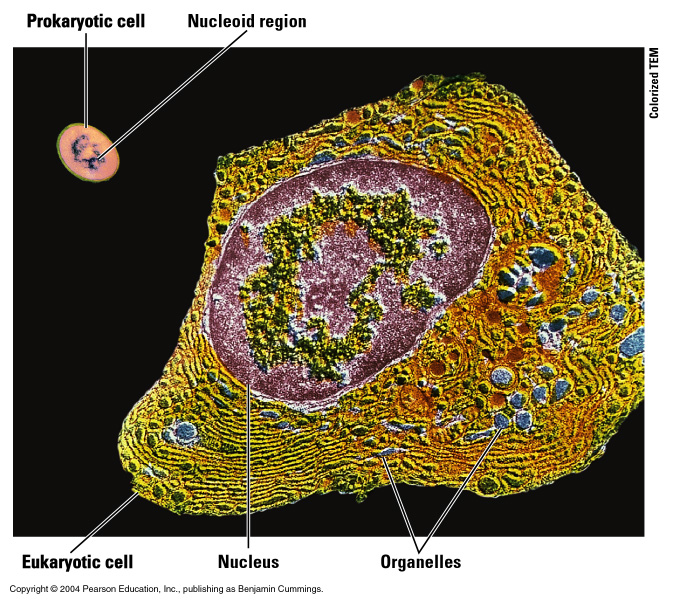 Prokaryotic cell
Nucleoid region
Colorized TEM
Eukaryotic cell
Nucleus
Organelles
Copyright © 2004 Pearson Education, Inc., publishing as Benjamin Cummings.